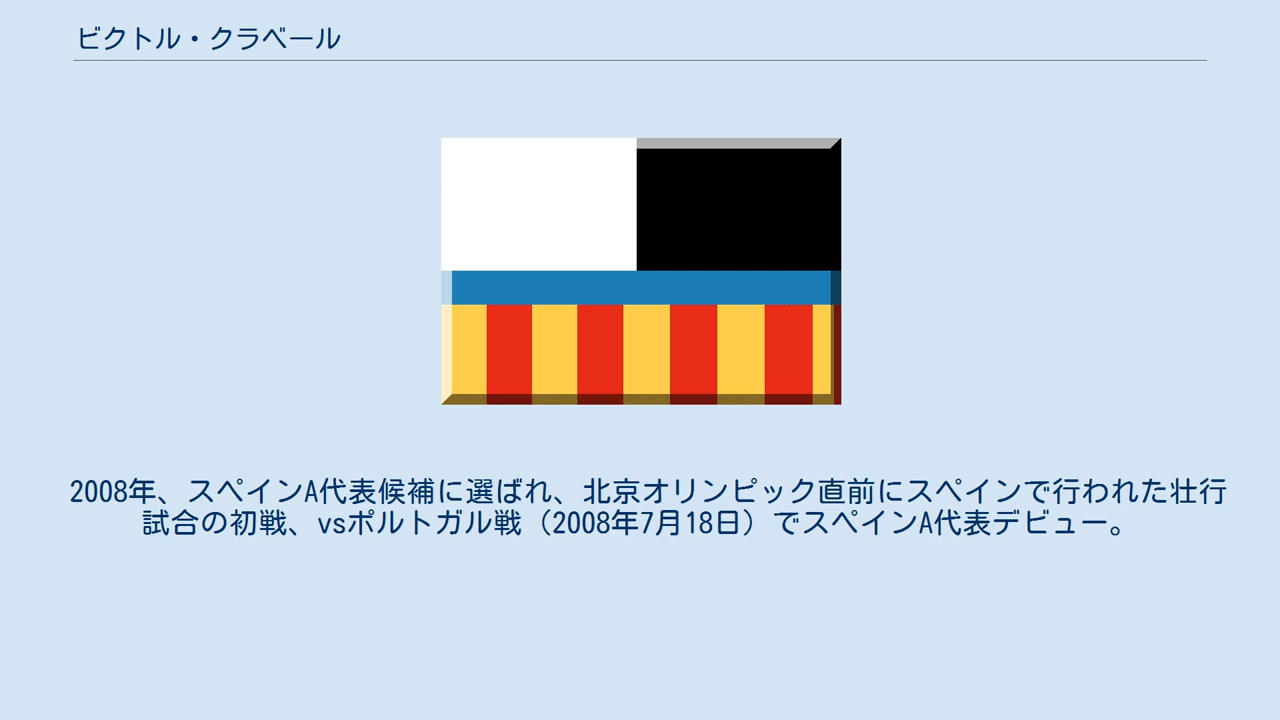 ビクトル・クラベール
2008年、スペインA代表候補に選ばれ、北京オリンピック直前にスペインで行われた壮行
試合の初戦、vsポルトガル戦（2008年7月18日）でスペインA代表デビュー。